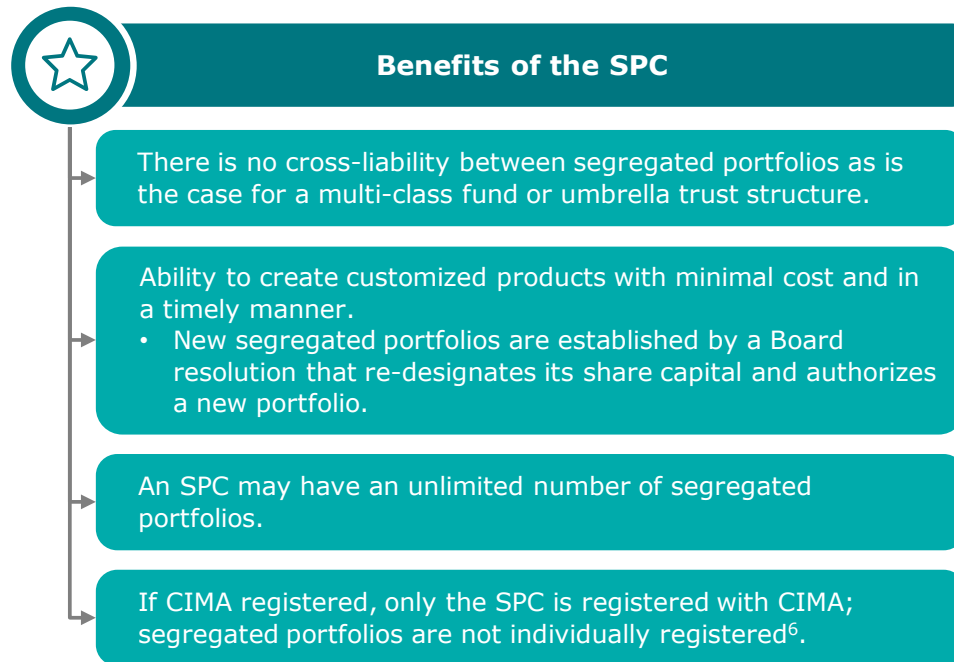 Benefits of the SPC
There is no cross-liability between segregated portfolios as is
the case for a multi-class fund or umbrella trust structure.
Ability to create customized products with minimal cost and in
a timely manner.
• New segregated portfolios are established by a Board
resolution that re-designates its share capital and authorizes
a new portfolio.
An SPC may have an unlimited number of segregated
portfolios.
If CIMA registered, only the SPC is registered with CIMA;
segregated portfolios are not individually registered⁶.